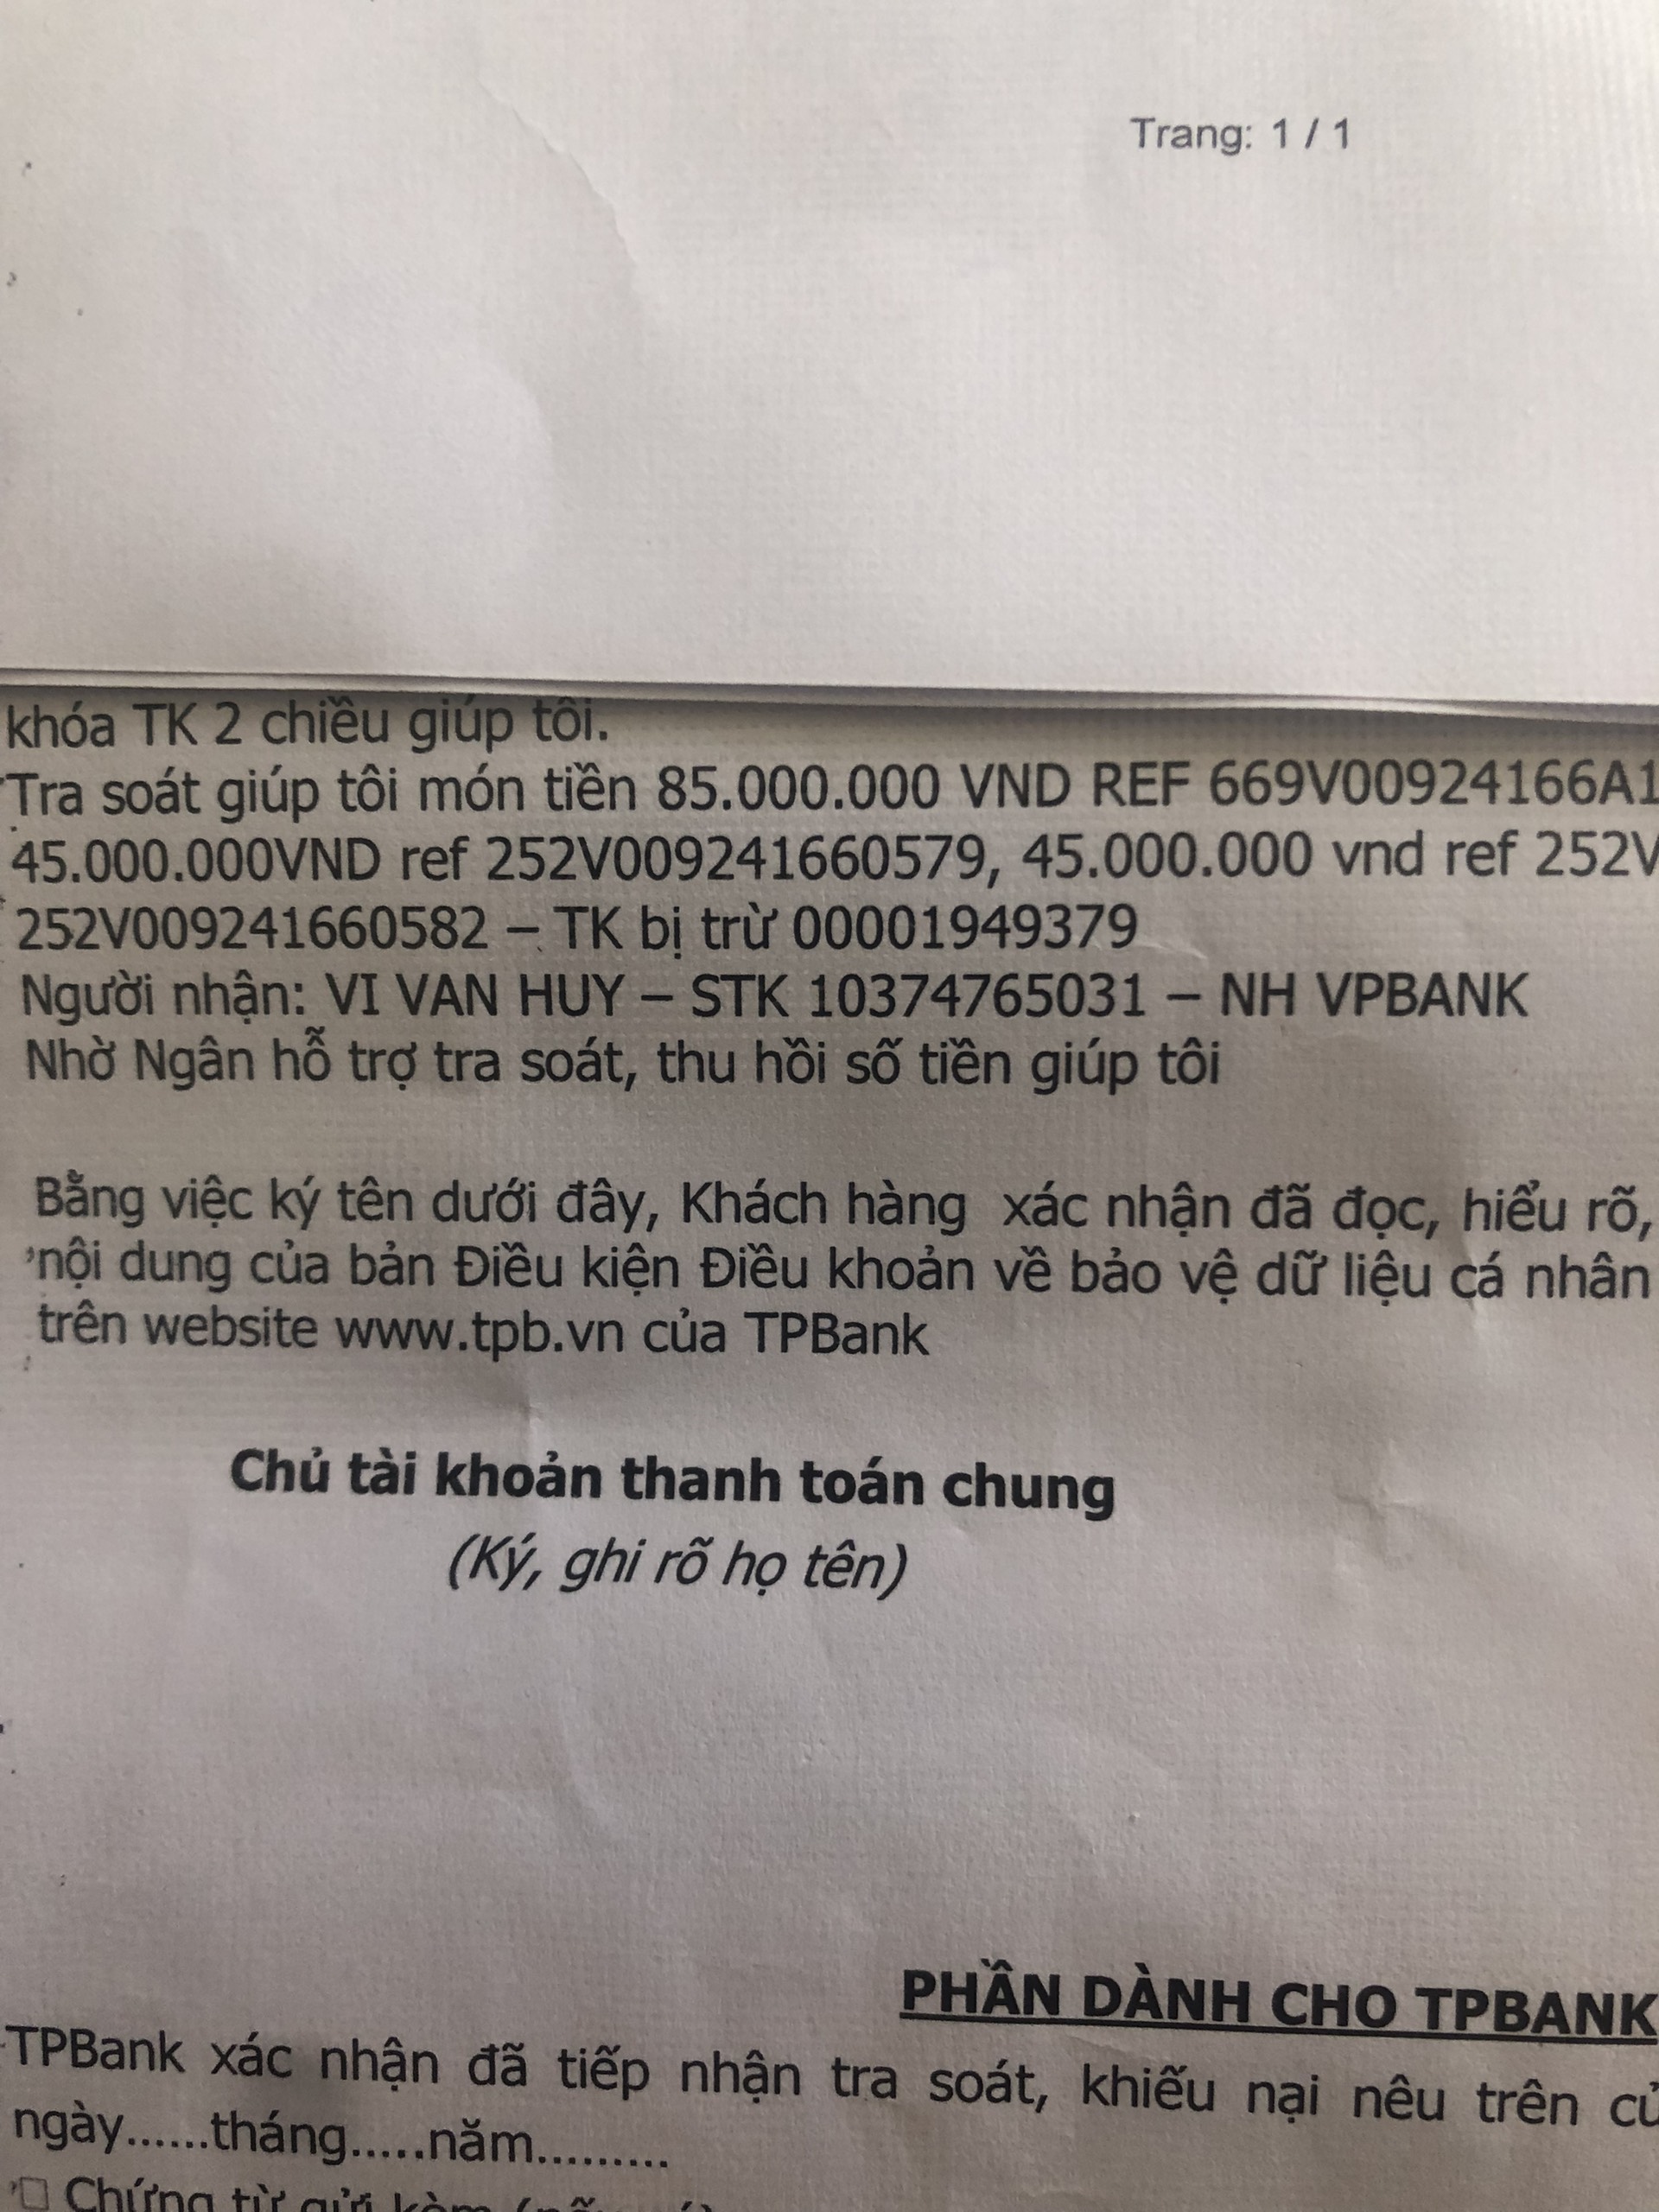 Trang: 1 / 1
khóa TK 2 chiều giúp tôi.
Tra soát giúp tôi món tiền 85.000.000 VND REF 669V00924166A1
45.000.000VND ref 252V009241660579, 45.000.000 vnd ref 252V
252V009241660582 – TK bị trừ 00001949379
Người nhận: VI VAN HUY – STK 10374765031 – NH VPBANK
Nhờ Ngân hỗ trợ tra soát, thu hồi số tiền giúp tôi
Bằng việc ký tên dưới đây, Khách hàng xác nhận đã đọc, hiểu rõ,
nội dung của bản Điều kiện Điều khoản về bảo vệ dữ liệu cá nhân
trên website www.tpb.vn của TPBank
Chủ tài khoản thanh toán chung
(Ký, ghi rõ họ tên)
PHẦN DÀNH CHO TPBANK
TPBank xác nhận đã tiếp nhận tra soát, khiếu nại nêu trên củ
ngày......tháng.....năm.........
Chứng từ gửi kèm